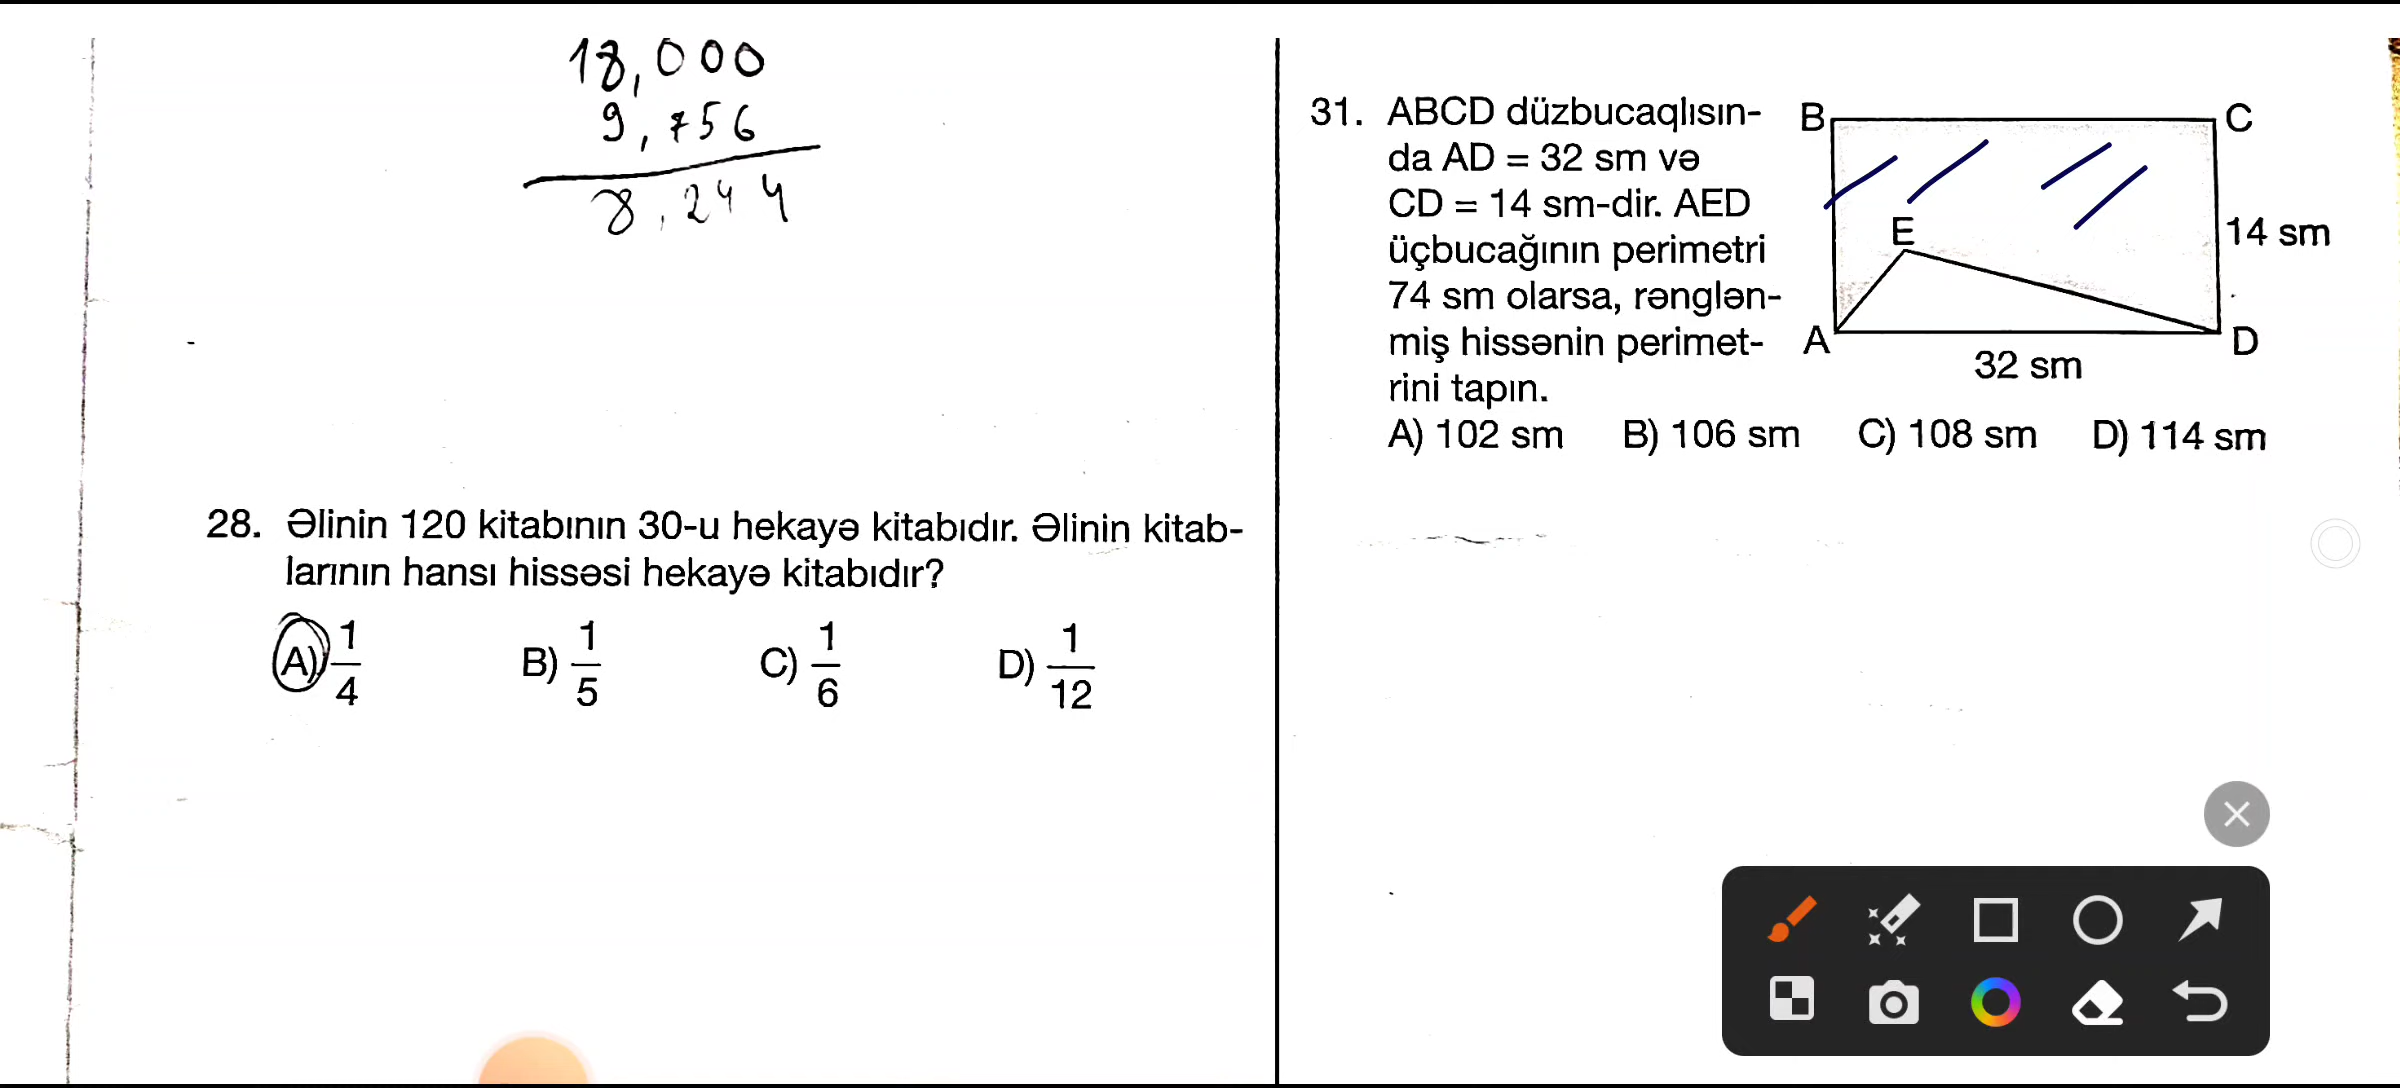 18,000
9,756
8,244
28. Əlinin 120 kitabının 30-u hekayə kitabıdır. Əlinin kitab-
larının hansı hissəsi hekayə kitabıdır?
A) 1/4 B) 1/5 C) 1/6 D) 1/12
31. ABCD düzbucaqlısın-
da AD = 32 sm və
CD = 14 sm-dir. AED
üçbucağının perimetri
74 sm olarsa, rənglən-
miş hissənin perimet-
rini tapın.
B
C
E
14 sm
A
D
32 sm
A) 102 sm B) 106 sm C) 108 sm D) 114 sm